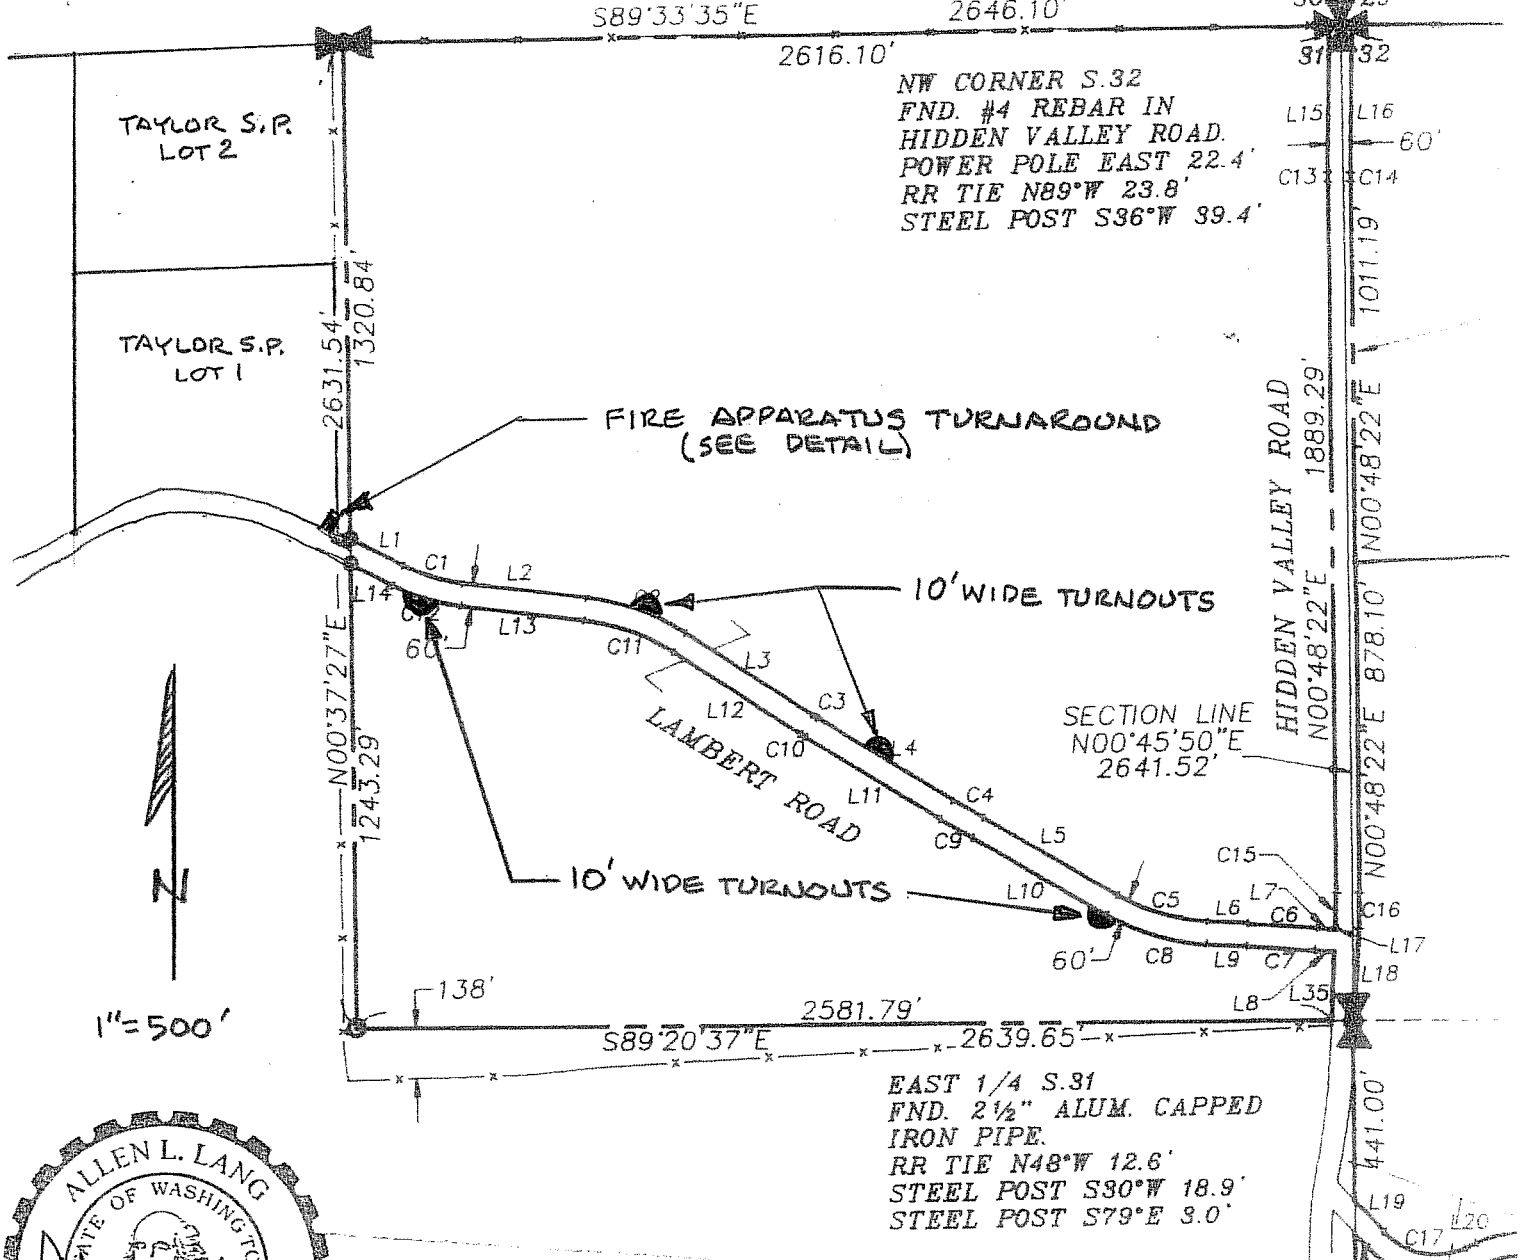 S89°33'35"E
2646.10'
2616.10'
31 32
NW CORNER S.32
FND. #4 REBAR IN
HIDDEN VALLEY ROAD.
POWER POLE EAST 22.4'
RR TIE N89°W 23.8'
STEEL POST S36°W 39.4'
L15
L16
60'
C13
C14
1011.19'
TAYLOR S.P.
LOT 2
TAYLOR S.P.
LOT 1
2631.54'
1320.84'
FIRE APPARATUS TURNAROUND
(SEE DETAIL)
HIDDEN VALLEY ROAD
1889.29'
N00°48'22"E
N00°48'22"E
L1
C1
L2
10' WIDE TURNOUTS
L14
60'
L13
C11
L3
L12
C3
C10
L4
LAMBERT ROAD
L11
C4
C9
L5
N00°37'27"E
1243.29'
878.10'
N00°48'22"E
SECTION LINE
N00°45'50"E
2641.52'
N
10' WIDE TURNOUTS
L10
C15
L7
C5
L6
C6
C16
L17
60'
C8
L9
C7
L18
L8
L35
1"=500'
138'
2581.79'
S89°20'37"E
2639.65'
EAST 1/4 S.31
FND. 2½" ALUM. CAPPED
IRON PIPE.
RR TIE N48°W 12.6'
STEEL POST S30°W 18.9'
STEEL POST S79°E 3.0'
441.00'
L19
C17
L20
ALLEN L. LANG
OF WASHINGTO